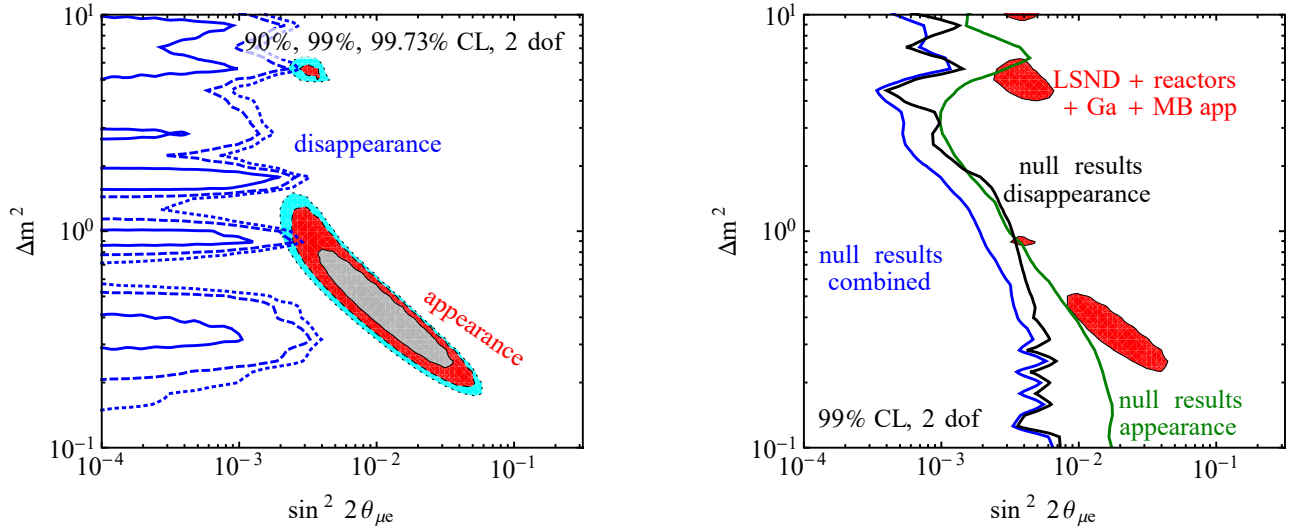 90%, 99%, 99.73% CL, 2 dof
disappearance
appearance
10^1
10^0
10^-1
Δm^2
10^-4
10^-3
10^-2
10^-1
sin^2 2θ_μe
LSND + reactors
+ Ga + MB app
null results
disappearance
null results
combined
null results
appearance
99% CL, 2 dof
10^1
10^0
10^-1
Δm^2
10^-4
10^-3
10^-2
10^-1
sin^2 2θ_μe